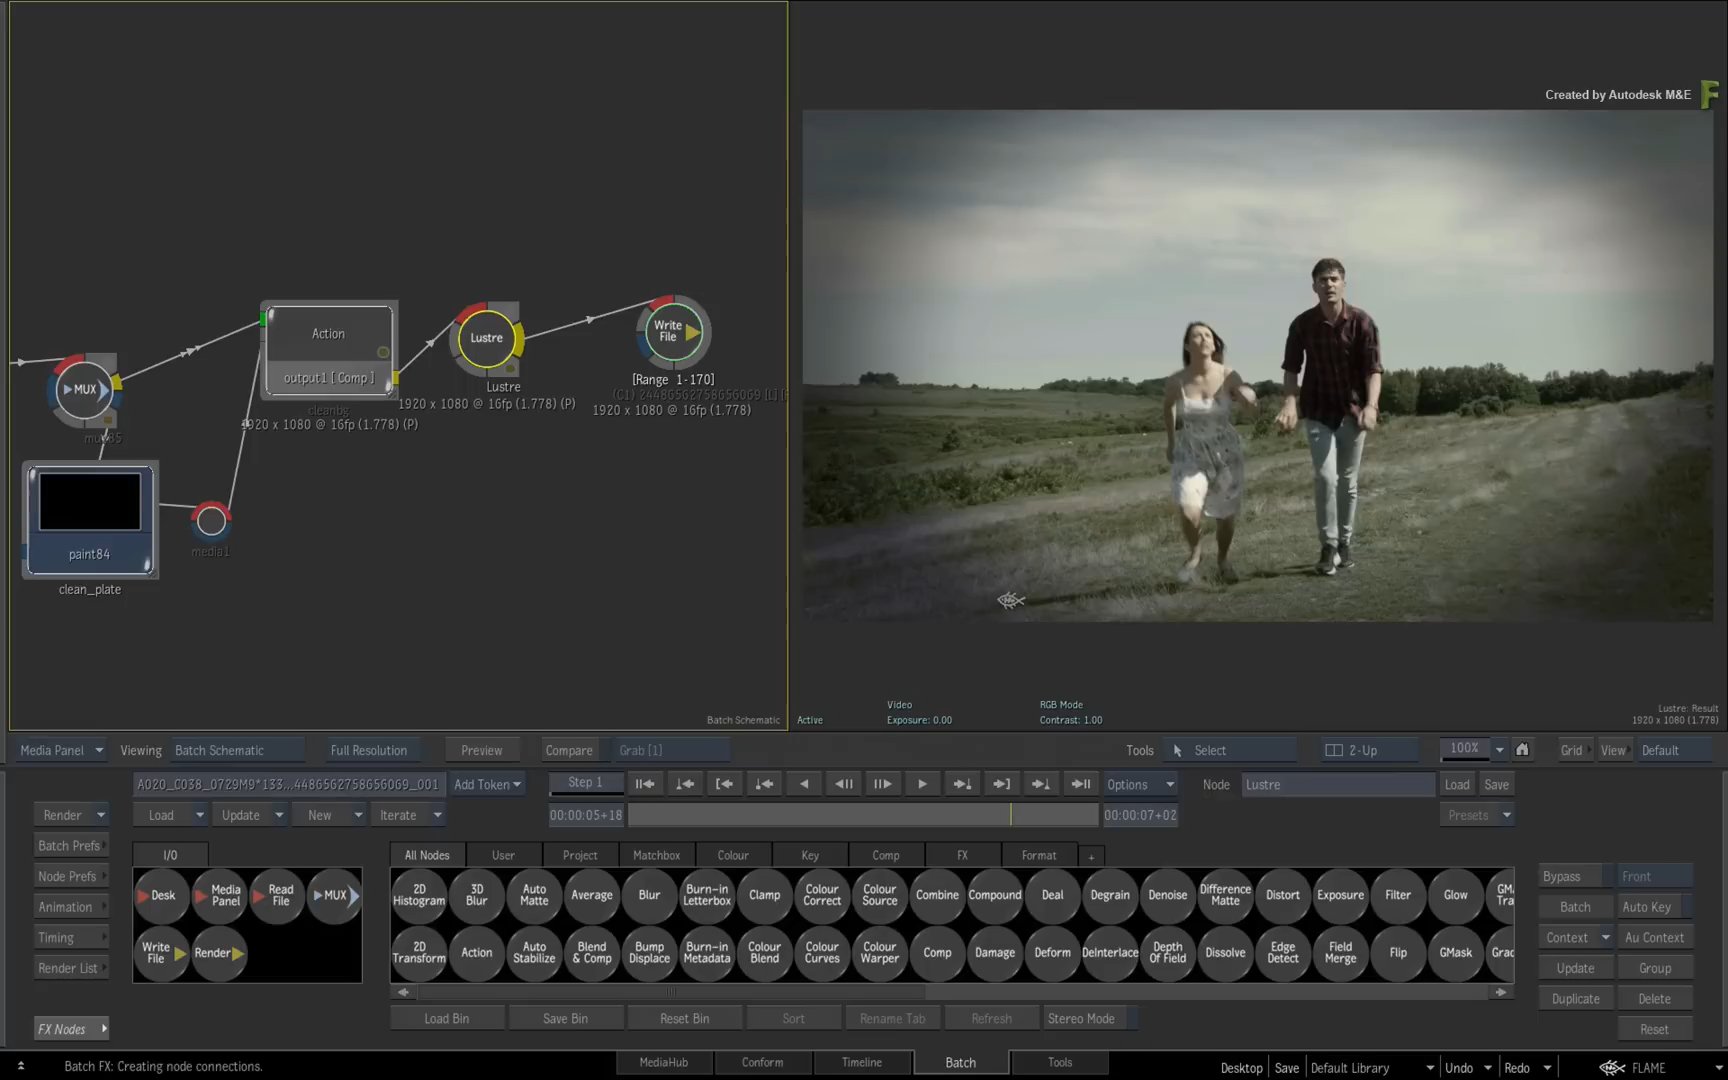 Created by Autodesk M&E
Action
output1 [ Comp ]
cleanbg
1920 x 1080 @ 16fp (1.778) (P)
Lustre
Lustre
1920 x 1080 @ 16fp (1.778) (P)
Write
File
[Range 1-170]
1920 x 1080 @ 16fp (1.778)
MUX
paint84
clean_plate
media1
Batch Schematic
Active
Video
Exposure: 0.00
RGB Mode
Contrast: 1.00
Lustre: Result
1920 x 1080 (1.778)
Media Panel Viewing Batch Schematic Full Resolution Preview Compare Grab [1] Tools Select 2-Up 100% Grid View Default
A020_C038_0729M9*133...4486562758656069_001 Add Token Step 1 Options Node Lustre Load Save
Render Load Update New Iterate 00:00:05+18 00:00:07+02 Presets
Batch Prefs
Node Prefs
Animation
Timing
Render List
FX Nodes
I/O
Desk
Media
Panel
Read
File
MUX
Write
File
Render
All Nodes User Project Matchbox Colour Key Comp FX Format +
2D
Histogram
3D
Blur
Auto
Matte
Average
Blur
Burn-in
Letterbox
Clamp
Colour
Correct
Colour
Source
Combine
Compound
Deal
Degrain
Denoise
Difference
Matte
Distort
Exposure
Filter
Glow
GM
Tra
2D
Transform
Action
Auto
Stabilize
Blend
& Comp
Bump
Displace
Burn-in
Metadata
Colour
Blend
Colour
Curves
Colour
Warper
Comp
Damage
Deform
DeInterlace
Depth
Of Field
Dissolve
Edge
Detect
Field
Merge
Flip
GMask
Grad
Load Bin Save Bin Reset Bin Sort Rename Tab Refresh Stereo Mode
Bypass Front
Batch Auto Key
Context Au Context
Update Group
Duplicate Delete
Reset
Batch FX: Creating node connections.
MediaHub Conform Timeline Batch Tools
Desktop Save Default Library Undo Redo FLAME